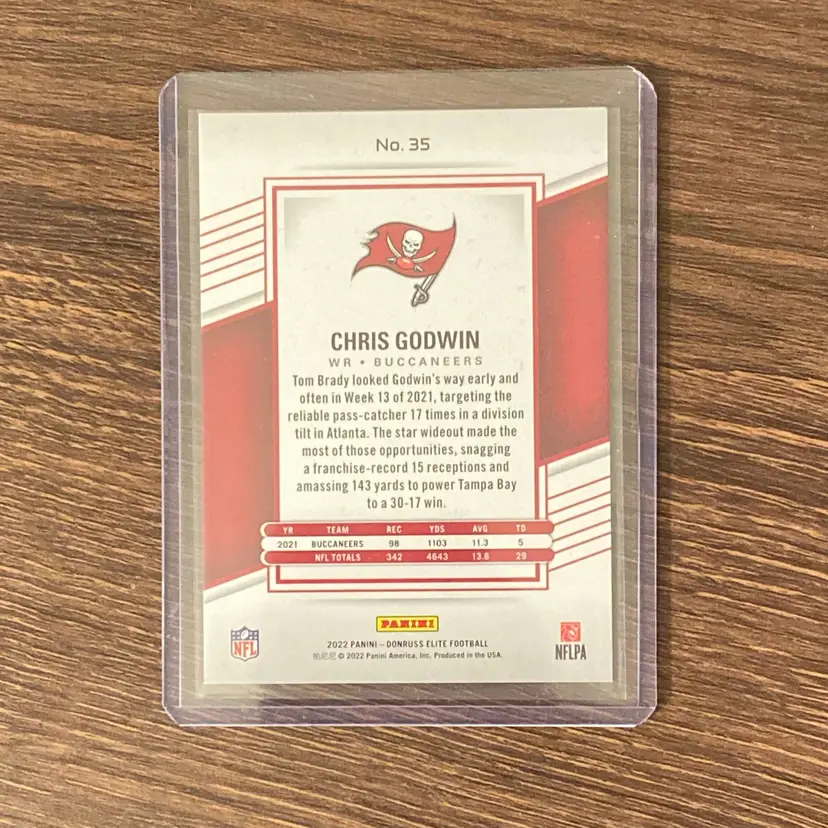 No. 35
CHRIS GODWIN
WR • BUCCANEERS
Tom Brady looked Godwin's way early and
often in Week 13 of 2021, targeting the
reliable pass-catcher 17 times in a division
tilt in Atlanta. The star wideout made the
most of those opportunities, snagging
a franchise-record 15 receptions and
amassing 143 yards to power Tampa Bay
to a 30-17 win.
YR TEAM REC YDS AVG TD
2021 BUCCANEERS 98 1103 11.3 5
NFL TOTALS 342 4643 13.6 29
PANINI
NFL
2022 PANINI – DONRUSS ELITE FOOTBALL
© 2022 Panini America, Inc. Produced in the USA.
NFLPA